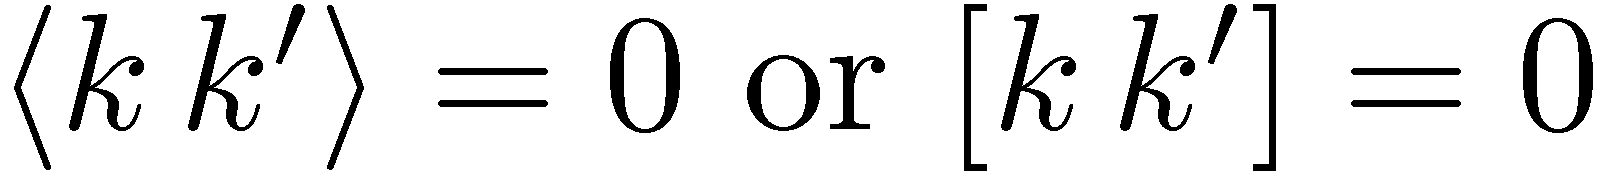 ⟨k k′⟩ = 0 or [k k′] = 0